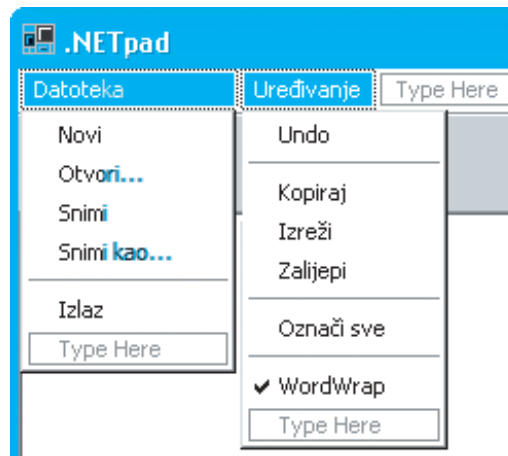 .NETpad
Datoteka Uređivanje Type Here
Novi
Otvori...
Snimi
Snimi kao...
Izlaz
Type Here
Undo
Kopiraj
Izreži
Zalijepi
Označi sve
WordWrap
Type Here